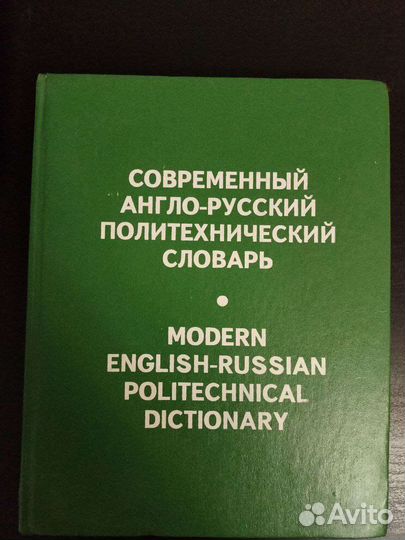 СОВРЕМЕННЫЙ
АНГЛО-РУССКИЙ
ПОЛИТЕХНИЧЕСКИЙ
СЛОВАРЬ
•
MODERN
ENGLISH-RUSSIAN
POLITECHNICAL
DICTIONARY
Avito